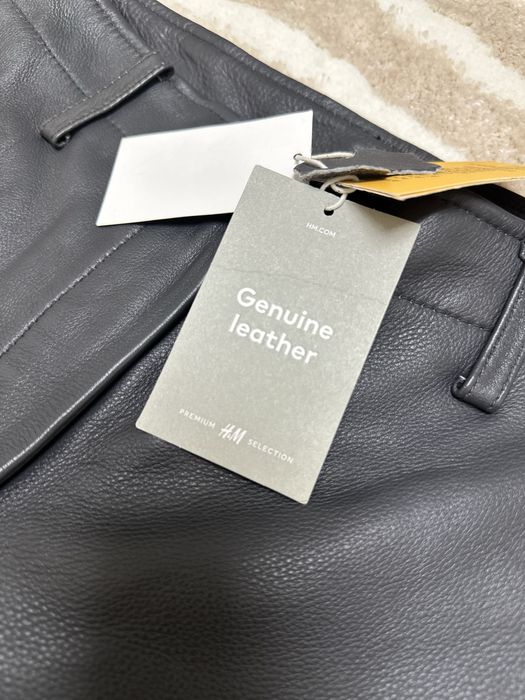 HM.COM
Genuine
leather
PREMIUM H&M SELECTION